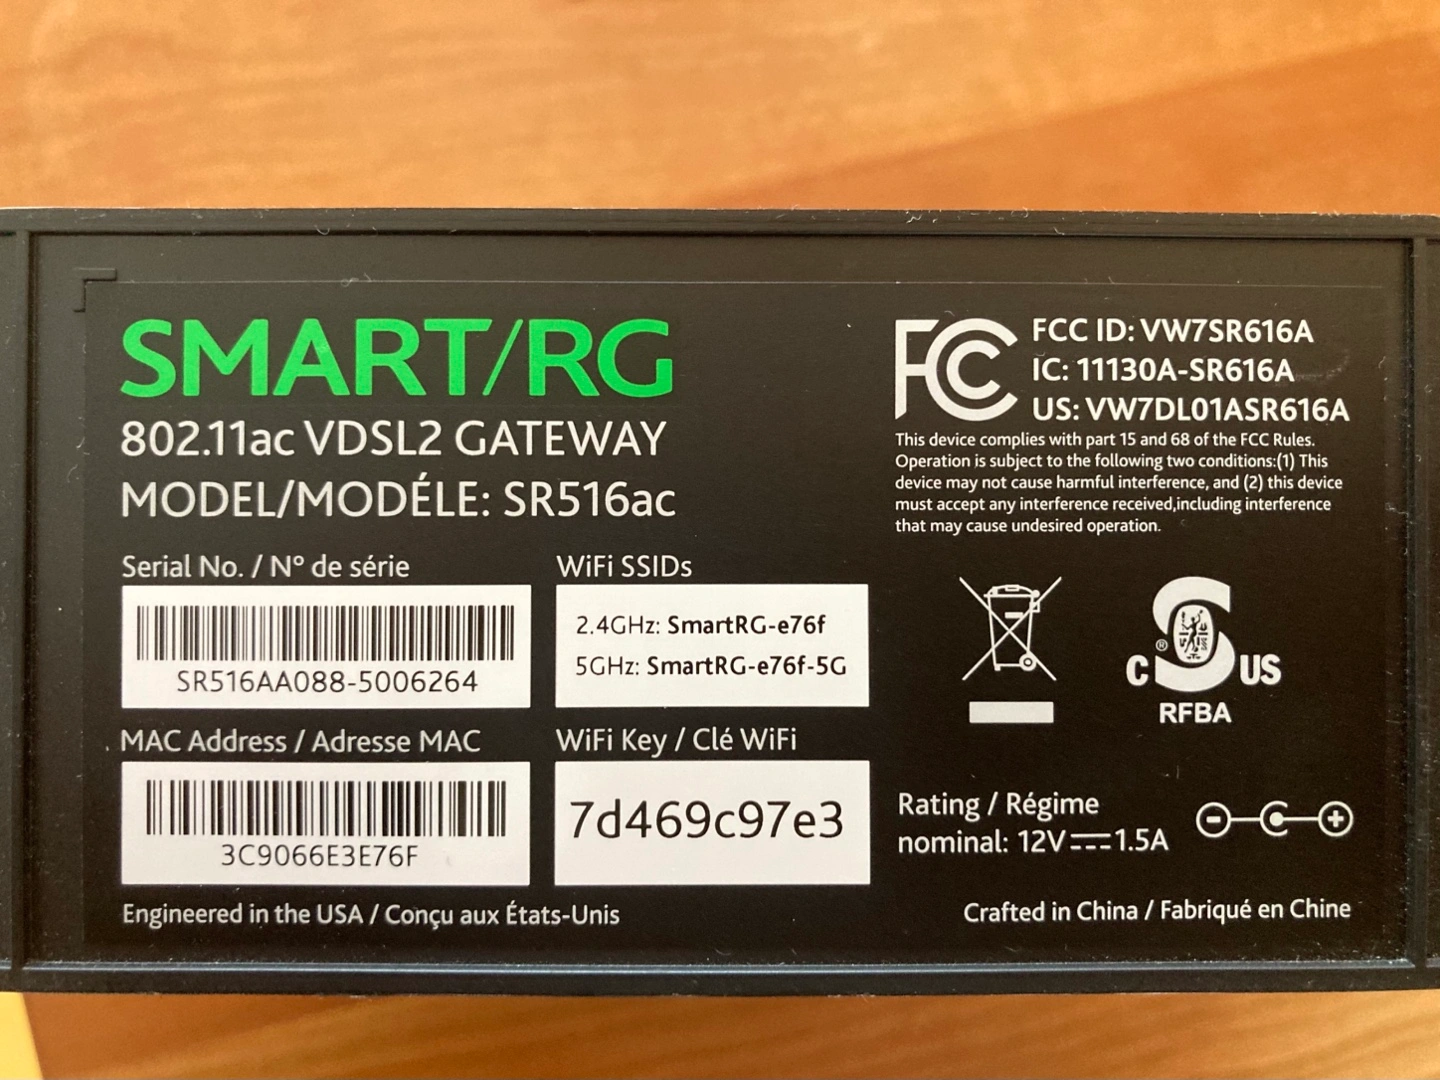 SMART/RG
802.11ac VDSL2 GATEWAY
MODEL/MODÉLE: SR516ac
Serial No. / N° de série
SR516AA088-5006264
MAC Address / Adresse MAC
3C9066E3E76F
Engineered in the USA / Conçu aux États-Unis
WiFi SSIDs
2.4GHz: SmartRG-e76f
5GHz: SmartRG-e76f-5G
WiFi Key / Clé WiFi
7d469c97e3
FC
FCC ID: VW7SR616A
IC: 11130A-SR616A
US: VW7DL01ASR616A
This device complies with part 15 and 68 of the FCC Rules.
Operation is subject to the following two conditions:(1) This
device may not cause harmful interference, and (2) this device
must accept any interference received,including interference
that may cause undesired operation.
C S® US
RFBA
Rating / Régime
nominal: 12V⎓1.5A
Crafted in China / Fabriqué en Chine